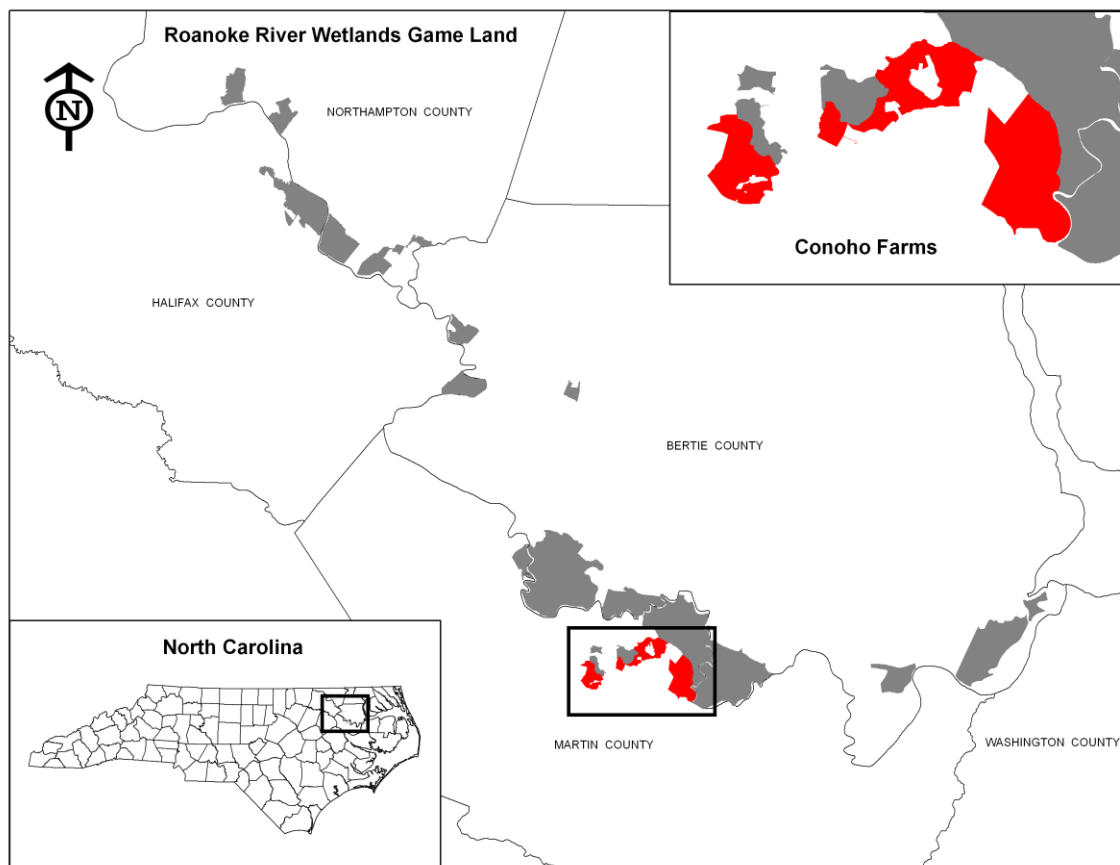 Roanoke River Wetlands Game Land
N
NORTHAMPTON COUNTY
Conoho Farms
HALIFAX COUNTY
BERTIE COUNTY
North Carolina
MARTIN COUNTY
WASHINGTON COUNTY